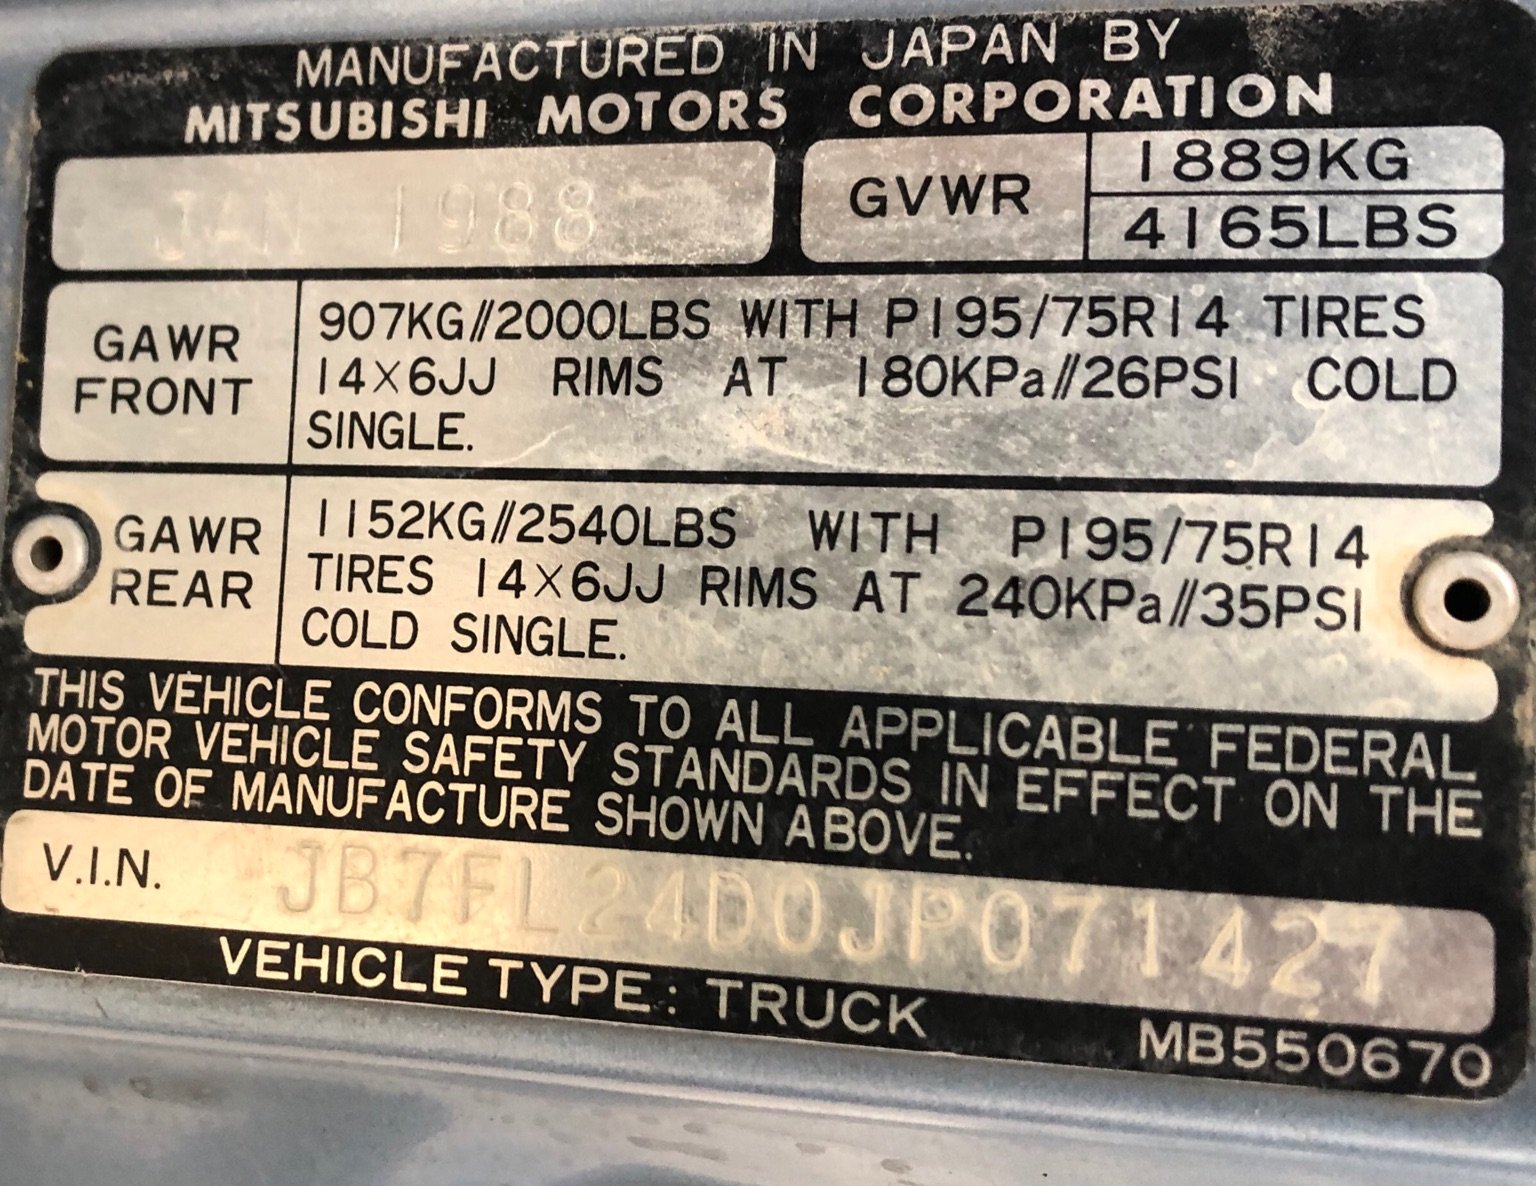 MANUFACTURED IN JAPAN BY
MITSUBISHI MOTORS CORPORATION
JAN 1988
GVWR
1889KG
4165LBS
GAWR
FRONT
907KG//2000LBS WITH P195/75R14 TIRES
14×6JJ RIMS AT 180KPa//26PSI COLD
SINGLE.
GAWR
REAR
1152KG//2540LBS WITH P195/75R14
TIRES 14×6JJ RIMS AT 240KPa//35PSI
COLD SINGLE.
THIS VEHICLE CONFORMS TO ALL APPLICABLE FEDERAL
MOTOR VEHICLE SAFETY STANDARDS IN EFFECT ON THE
DATE OF MANUFACTURE SHOWN ABOVE.
V.I.N. JB7FL24D0JP071427
VEHICLE TYPE: TRUCK
MB550670